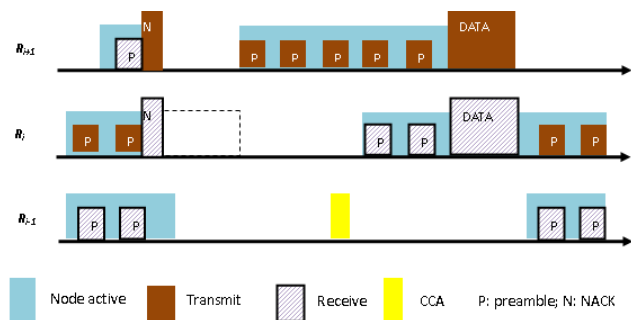 N DATA
R_{i+1} P P P P P P
N DATA
R_i P P P P P P
R_{i-1} P P P P
Node active Transmit Receive CCA P: preamble; N: NACK